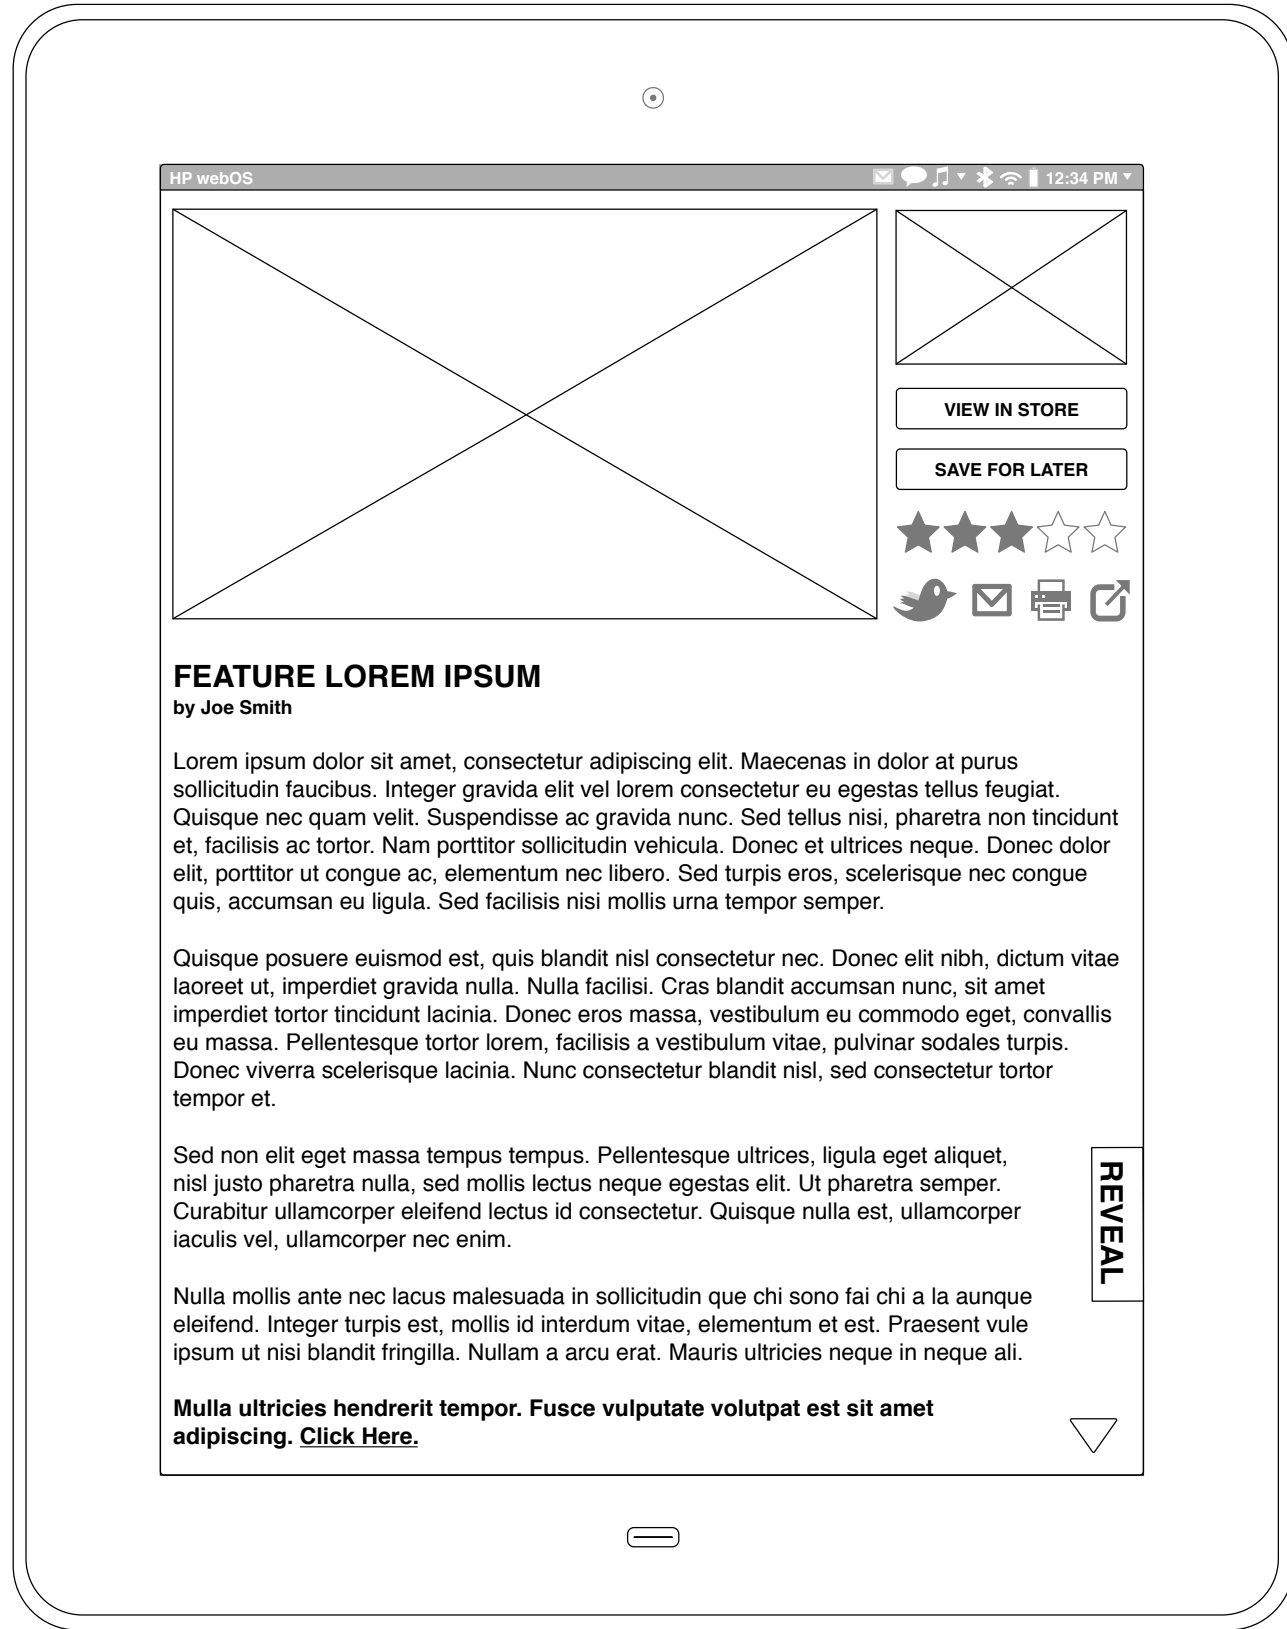 HP webOS
12:34 PM
VIEW IN STORE
SAVE FOR LATER
FEATURE LOREM IPSUM
by Joe Smith
Lorem ipsum dolor sit amet, consectetur adipiscing elit. Maecenas in dolor at purus
sollicitudin faucibus. Integer gravida elit vel lorem consectetur eu egestas tellus feugiat.
Quisque nec quam velit. Suspendisse ac gravida nunc. Sed tellus nisi, pharetra non tincidunt
et, facilisis ac tortor. Nam porttitor sollicitudin vehicula. Donec et ultrices neque. Donec dolor
elit, porttitor ut congue ac, elementum nec libero. Sed turpis eros, scelerisque nec congue
quis, accumsan eu ligula. Sed facilisis nisi mollis urna tempor semper.
Quisque posuere euismod est, quis blandit nisl consectetur nec. Donec elit nibh, dictum vitae
laoreet ut, imperdiet gravida nulla. Nulla facilisi. Cras blandit accumsan nunc, sit amet
imperdiet tortor tincidunt lacinia. Donec eros massa, vestibulum eu commodo eget, convallis
eu massa. Pellentesque tortor lorem, facilisis a vestibulum vitae, pulvinar sodales turpis.
Donec viverra scelerisque lacinia. Nunc consectetur blandit nisl, sed consectetur tortor
tempor et.
Sed non elit eget massa tempus tempus. Pellentesque ultrices, ligula eget aliquet,
nisl justo pharetra nulla, sed mollis lectus neque egestas elit. Ut pharetra semper.
Curabitur ullamcorper eleifend lectus id consectetur. Quisque nulla est, ullamcorper
iaculis vel, ullamcorper nec enim.
REVEAL
Nulla mollis ante nec lacus malesuada in sollicitudin que chi sono fai chi a la aunque
eleifend. Integer turpis est, mollis id interdum vitae, elementum et est. Praesent vule
ipsum ut nisi blandit fringilla. Nullam a arcu erat. Mauris ultricies neque in neque ali.
Mulla ultricies hendrerit tempor. Fusce vulputate volutpat est sit amet
adipiscing. Click Here.